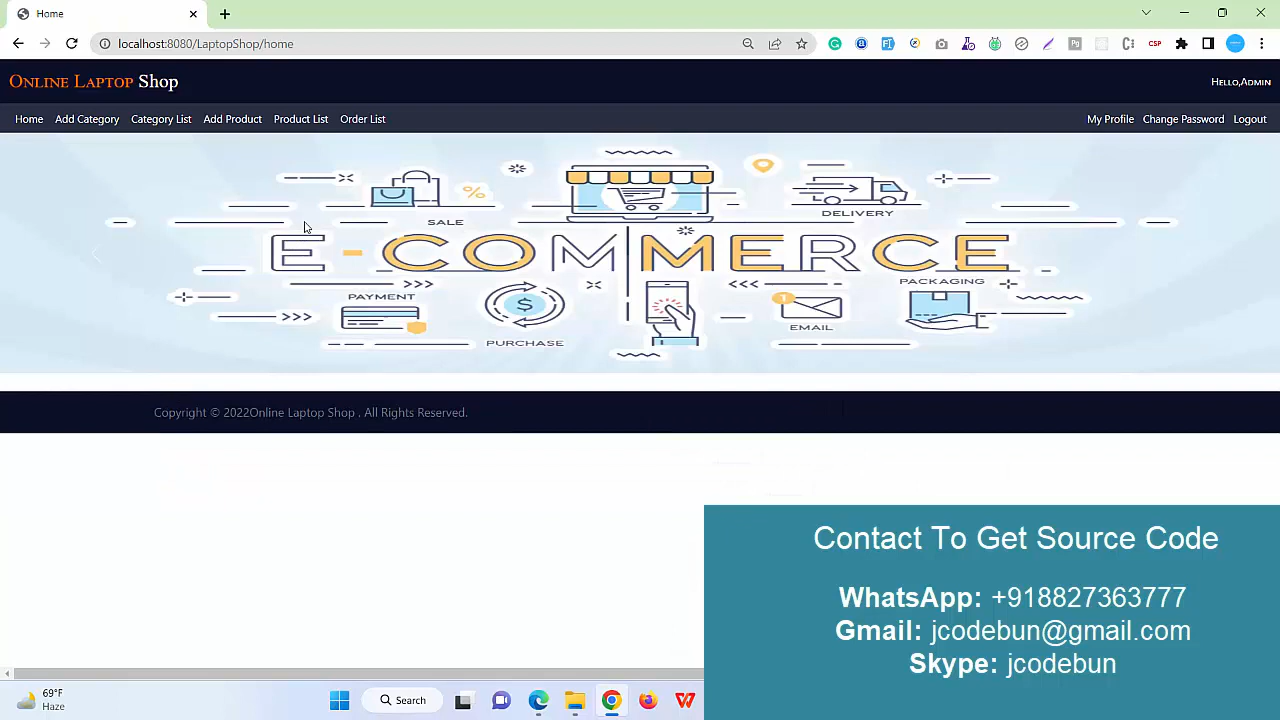 Home
localhost:8080/LaptopShop/home
CSP
Online Laptop Shop
Hello,Admin
Home Add Category Category List Add Product Product List Order List My Profile Change Password Logout
%
SALE
DELIVERY
E-COMMERCE
PAYMENT
$
PURCHASE
1
EMAIL
PACKAGING
Copyright © 2022Online Laptop Shop . All Rights Reserved.
Contact To Get Source Code
WhatsApp: +918827363777
Gmail: jcodebun@gmail.com
Skype: jcodebun
69°F
Haze
Search